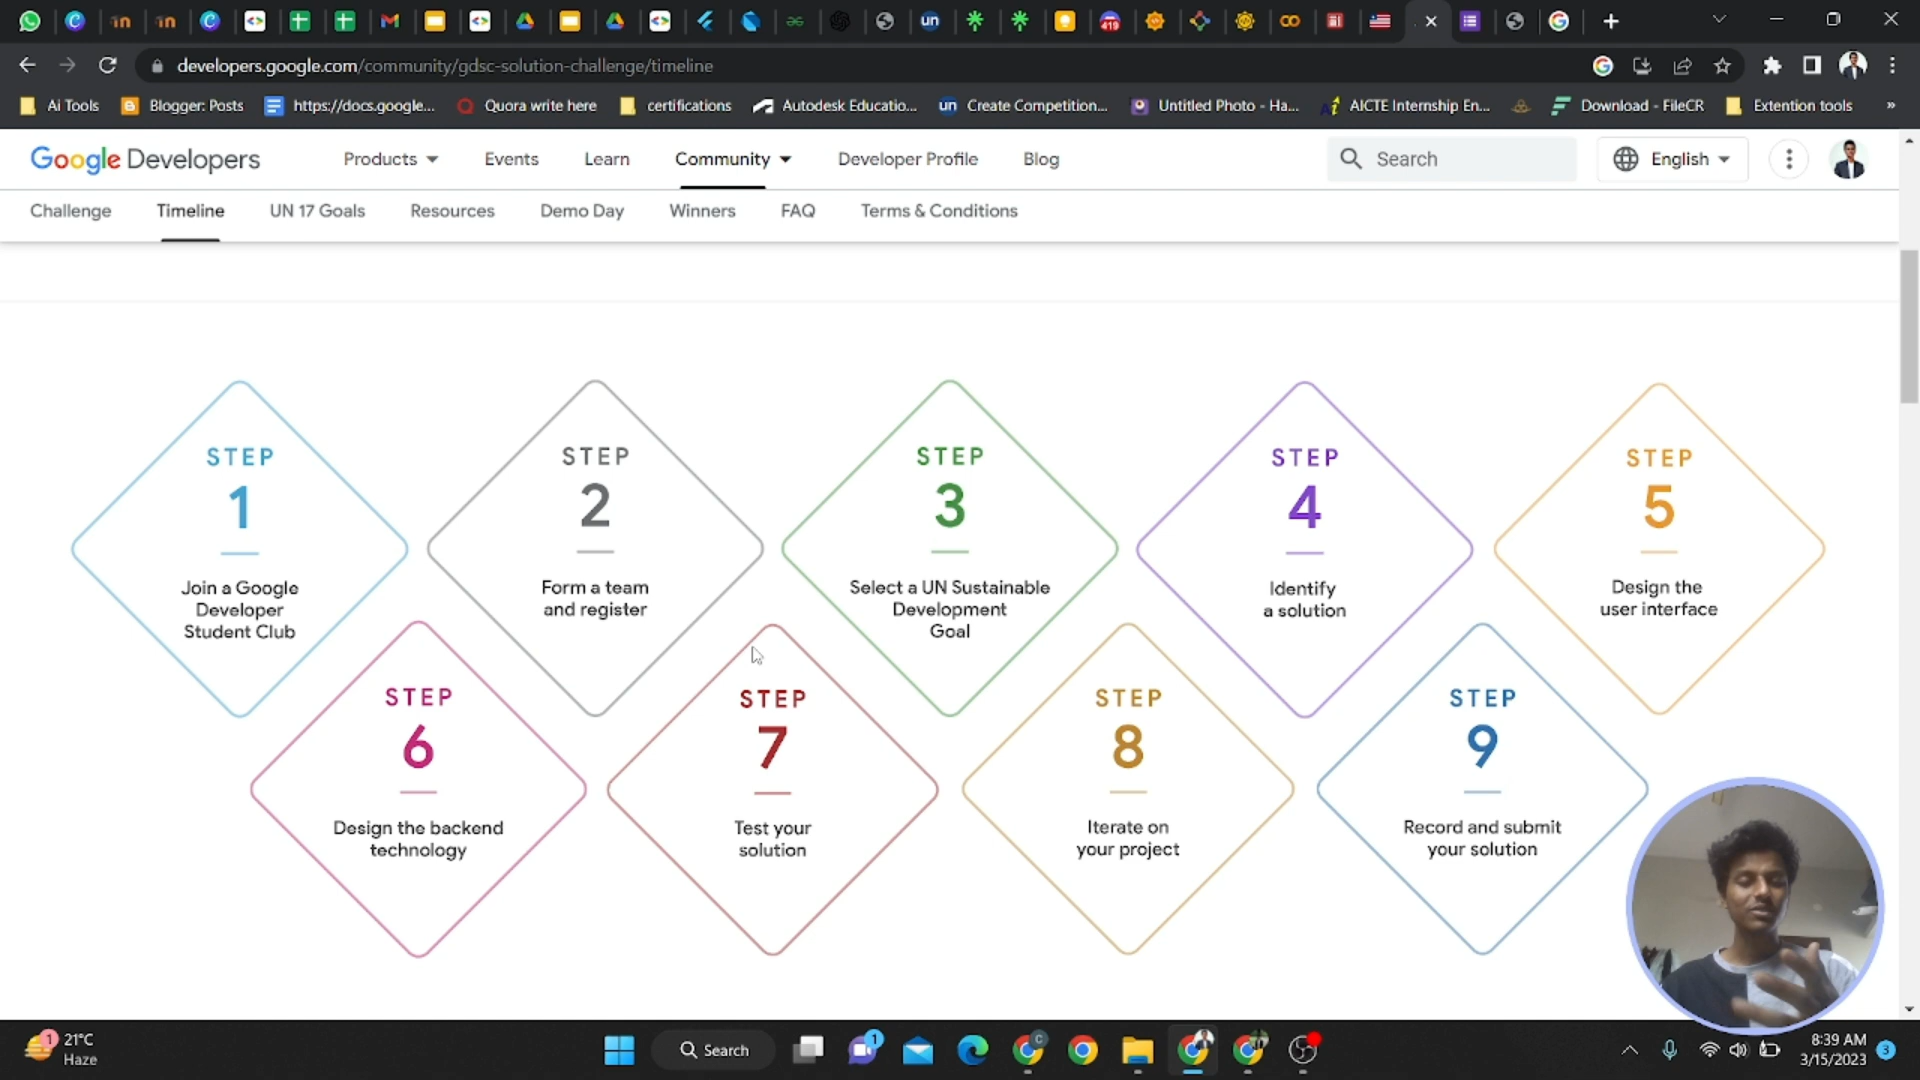 developers.google.com/community/gdsc-solution-challenge/timeline
Ai Tools
Blogger: Posts
https://docs.google...
Quora write here
certifications
Autodesk Educatio...
un Create Competition...
Untitled Photo - Ha...
AICTE Internship En...
Download - FileCR
Extention tools
»
Google Developers
Products
Events
Learn
Community
Developer Profile
Blog
Search
English
Challenge
Timeline
UN 17 Goals
Resources
Demo Day
Winners
FAQ
Terms & Conditions
STEP
1
Join a Google
Developer
Student Club
STEP
2
Form a team
and register
STEP
3
Select a UN Sustainable
Development
Goal
STEP
4
Identify
a solution
STEP
5
Design the
user interface
STEP
6
Design the backend
technology
STEP
7
Test your
solution
STEP
8
Iterate on
your project
STEP
9
Record and submit
your solution
1
21°C
Haze
Search
1
8:39 AM
3/15/2023
3